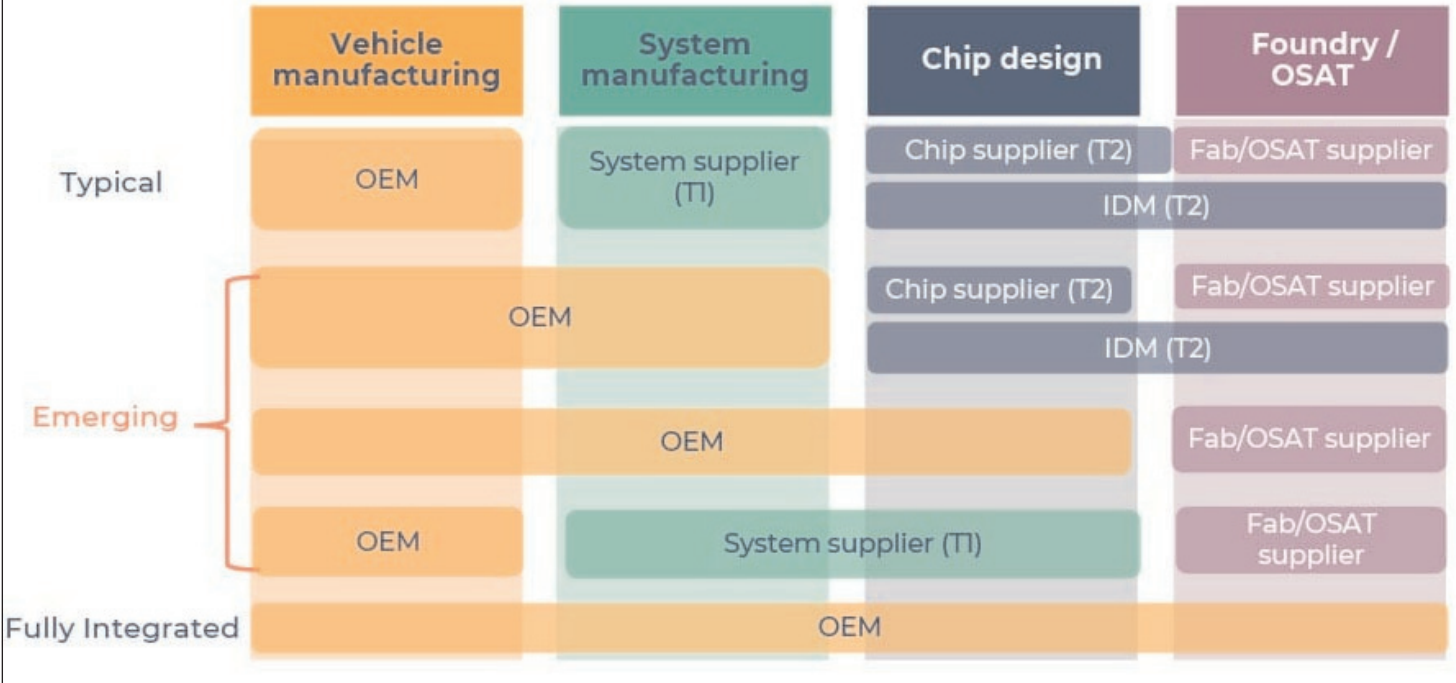 Vehicle
manufacturing
System
manufacturing
Chip design
Foundry /
OSAT
Typical
OEM
System supplier
(T1)
Chip supplier (T2)
Fab/OSAT supplier
IDM (T2)
Emerging
OEM
Chip supplier (T2)
Fab/OSAT supplier
IDM (T2)
OEM
Fab/OSAT supplier
OEM
System supplier (T1)
Fab/OSAT
supplier
Fully Integrated
OEM